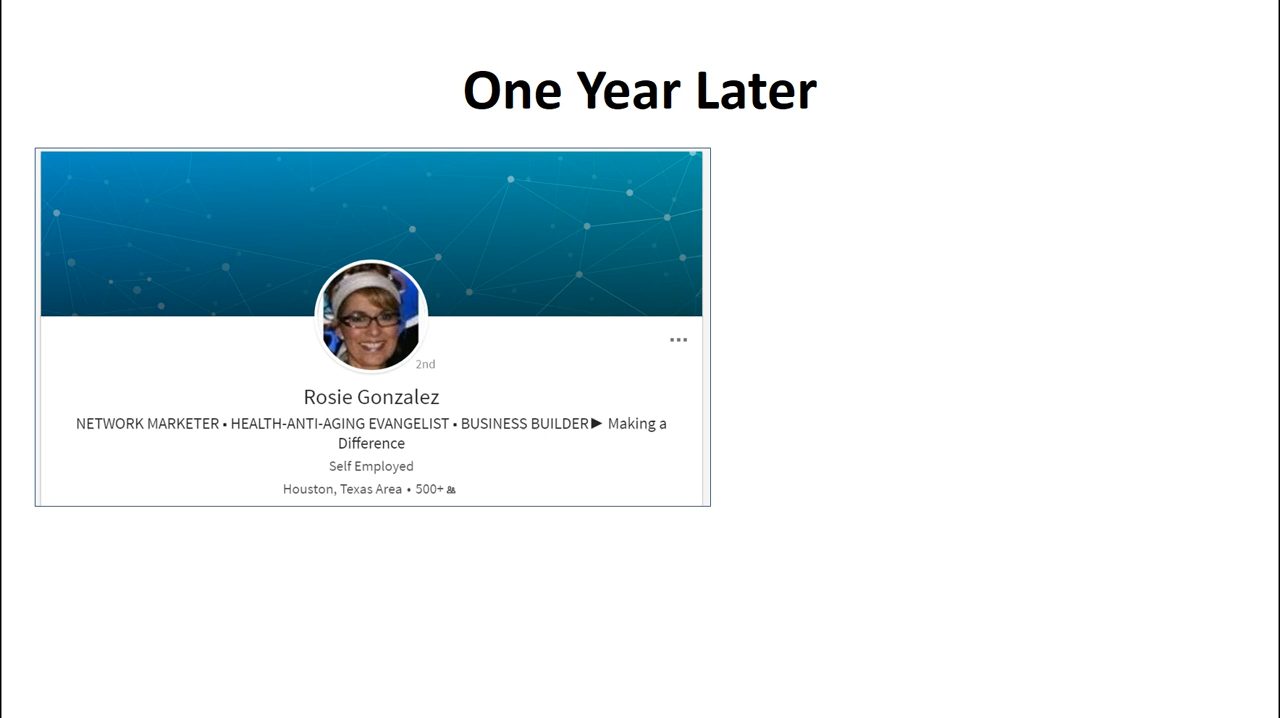 One Year Later
2nd
Rosie Gonzalez
NETWORK MARKETER • HEALTH-ANTI-AGING EVANGELIST • BUSINESS BUILDER► Making a
Difference
Self Employed
Houston, Texas Area • 500+